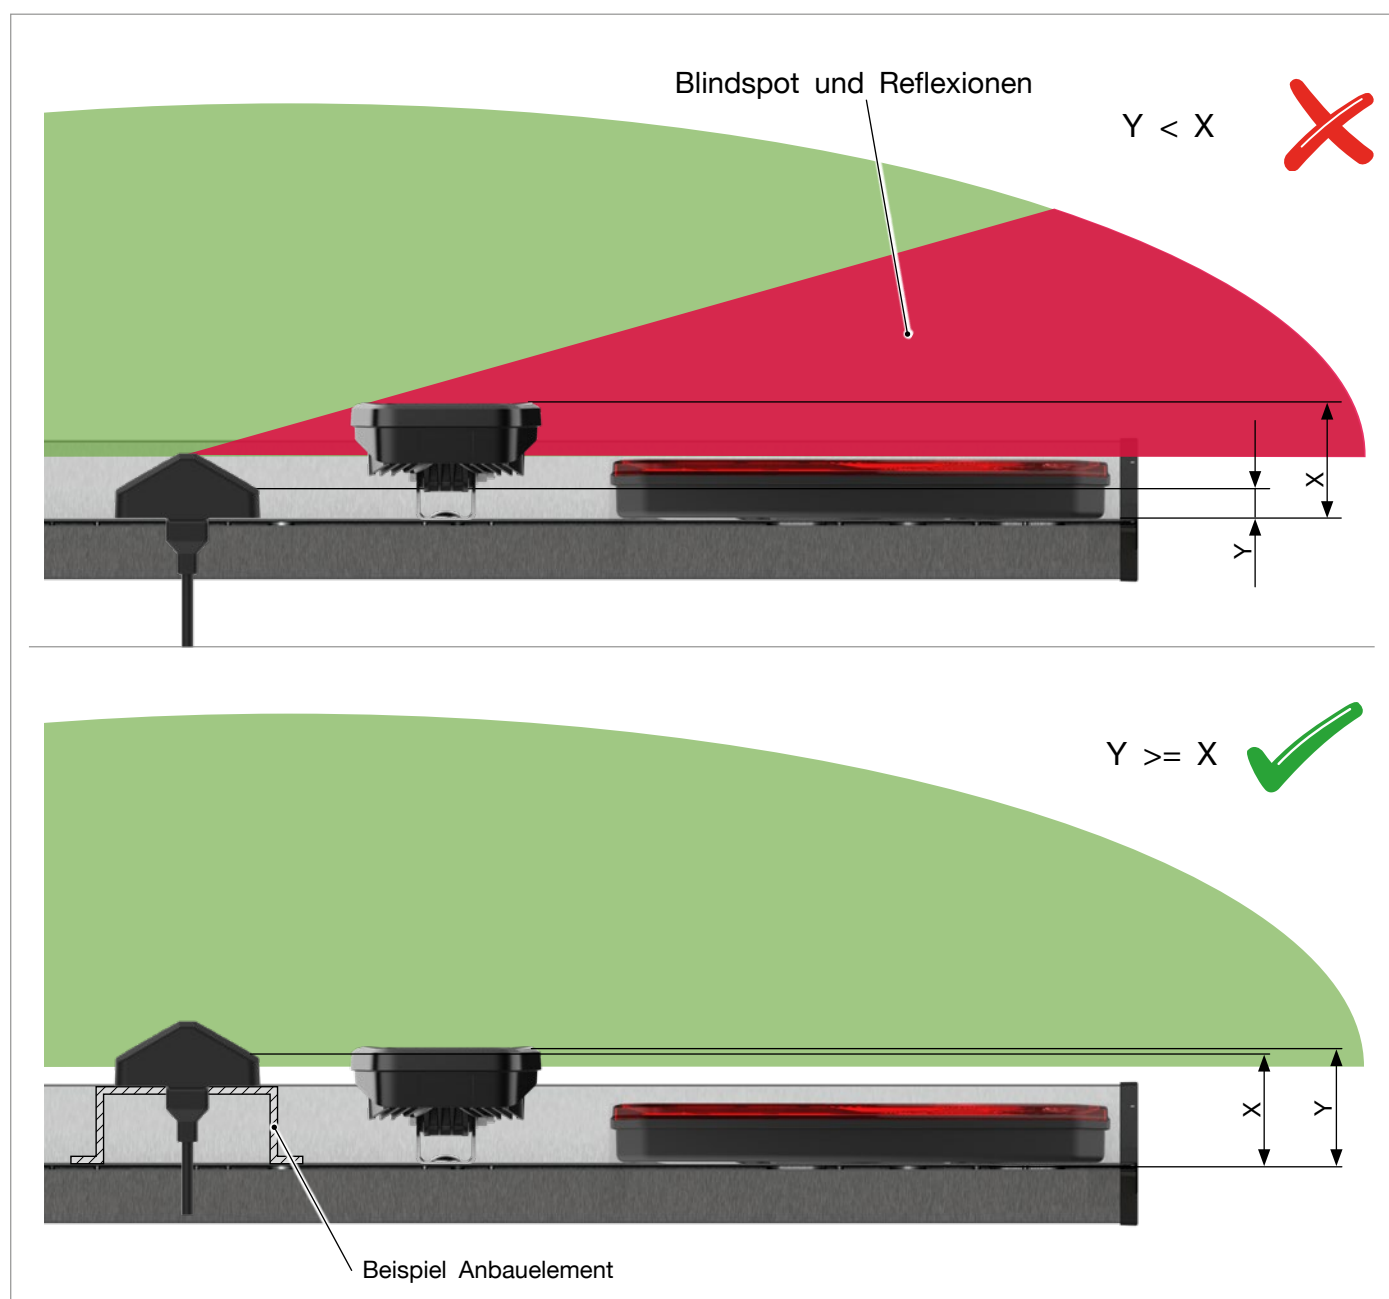 Blindspot und Reflexionen
Y < X
X
Y
Y >= X
X
Y
Beispiel Anbauelement